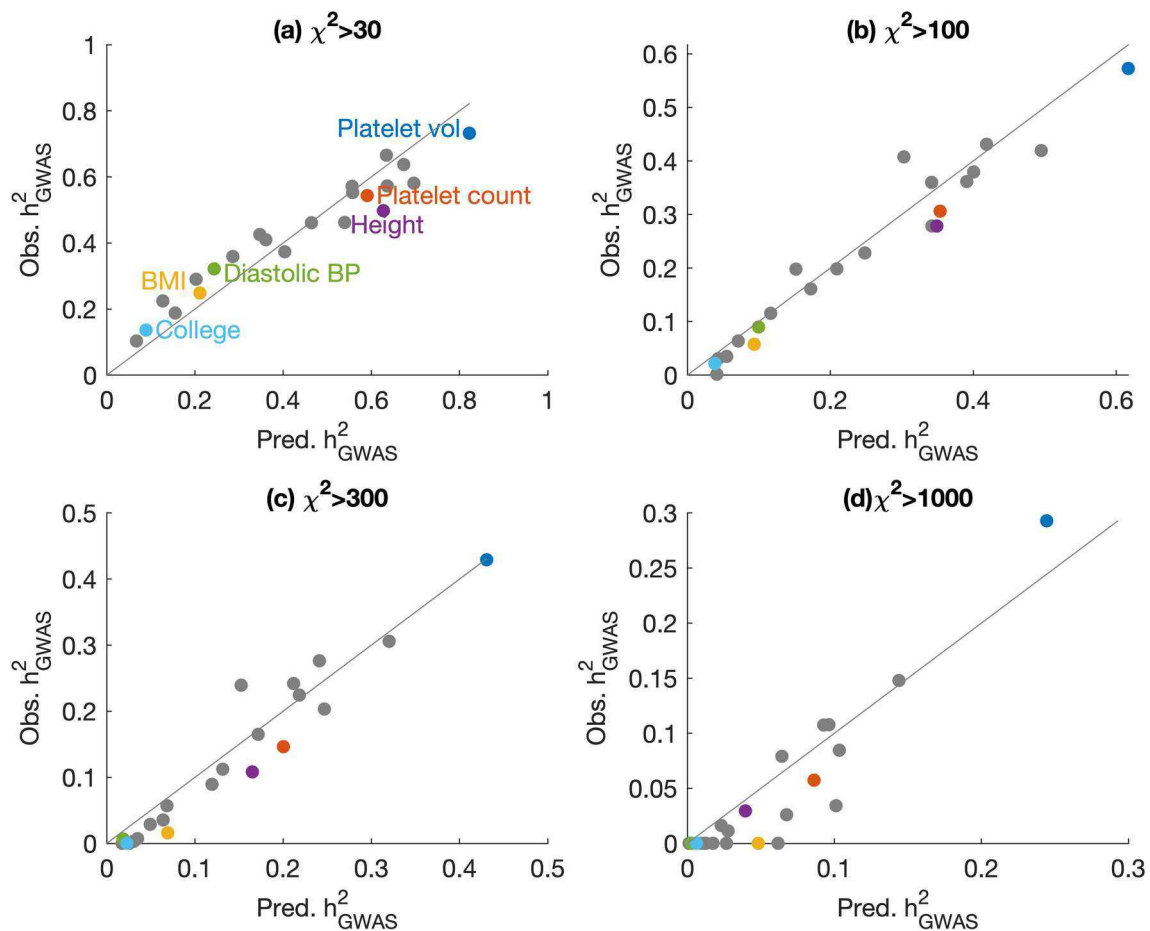 (a) χ²>30
1
0.8
0.6
0.4
0.2
0
Obs. h²GWAS
Platelet vol
Platelet count
Height
Diastolic BP
BMI
College
0 0.2 0.4 0.6 0.8 1
Pred. h²GWAS
(b) χ²>100
0.6
0.5
0.4
0.3
0.2
0.1
0
Obs. h²GWAS
0 0.2 0.4 0.6
Pred. h²GWAS
(c) χ²>300
0.5
0.4
0.3
0.2
0.1
0
Obs. h²GWAS
0 0.1 0.2 0.3 0.4 0.5
Pred. h²GWAS
(d)χ²>1000
0.3
0.25
0.2
0.15
0.1
0.05
0
Obs. h²GWAS
0 0.1 0.2 0.3
Pred. h²GWAS